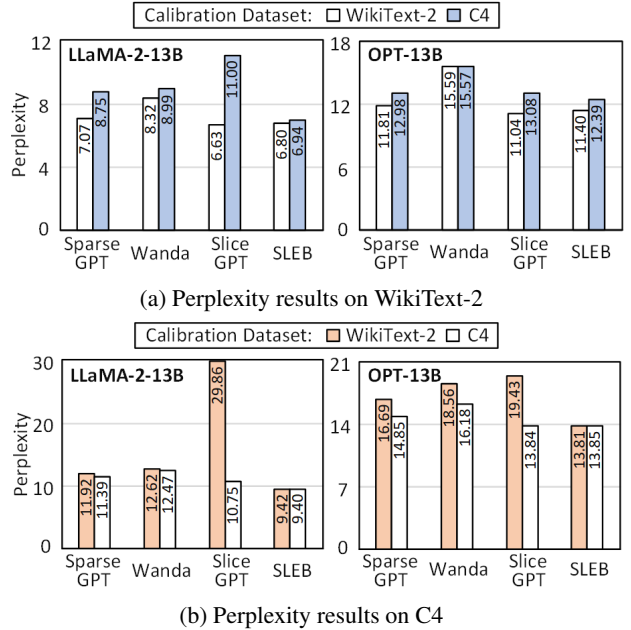 Calibration Dataset: WikiText-2 C4
LLaMA-2-13B
OPT-13B
Perplexity
12
8
4
0
7.07
8.75
8.32
8.99
6.63
11.00
6.80
6.94
Sparse
GPT
Wanda
Slice
GPT
SLEB
18
12
6
0
11.81
12.98
15.59
15.57
11.04
13.08
11.40
12.39
Sparse
GPT
Wanda
Slice
GPT
SLEB
(a) Perplexity results on WikiText-2
Calibration Dataset: WikiText-2 C4
LLaMA-2-13B
OPT-13B
Perplexity
30
20
10
0
11.92
11.39
12.62
12.47
29.86
10.75
9.42
9.40
Sparse
GPT
Wanda
Slice
GPT
SLEB
21
14
7
0
16.69
14.85
18.56
16.18
19.43
13.84
13.81
13.85
Sparse
GPT
Wanda
Slice
GPT
SLEB
(b) Perplexity results on C4